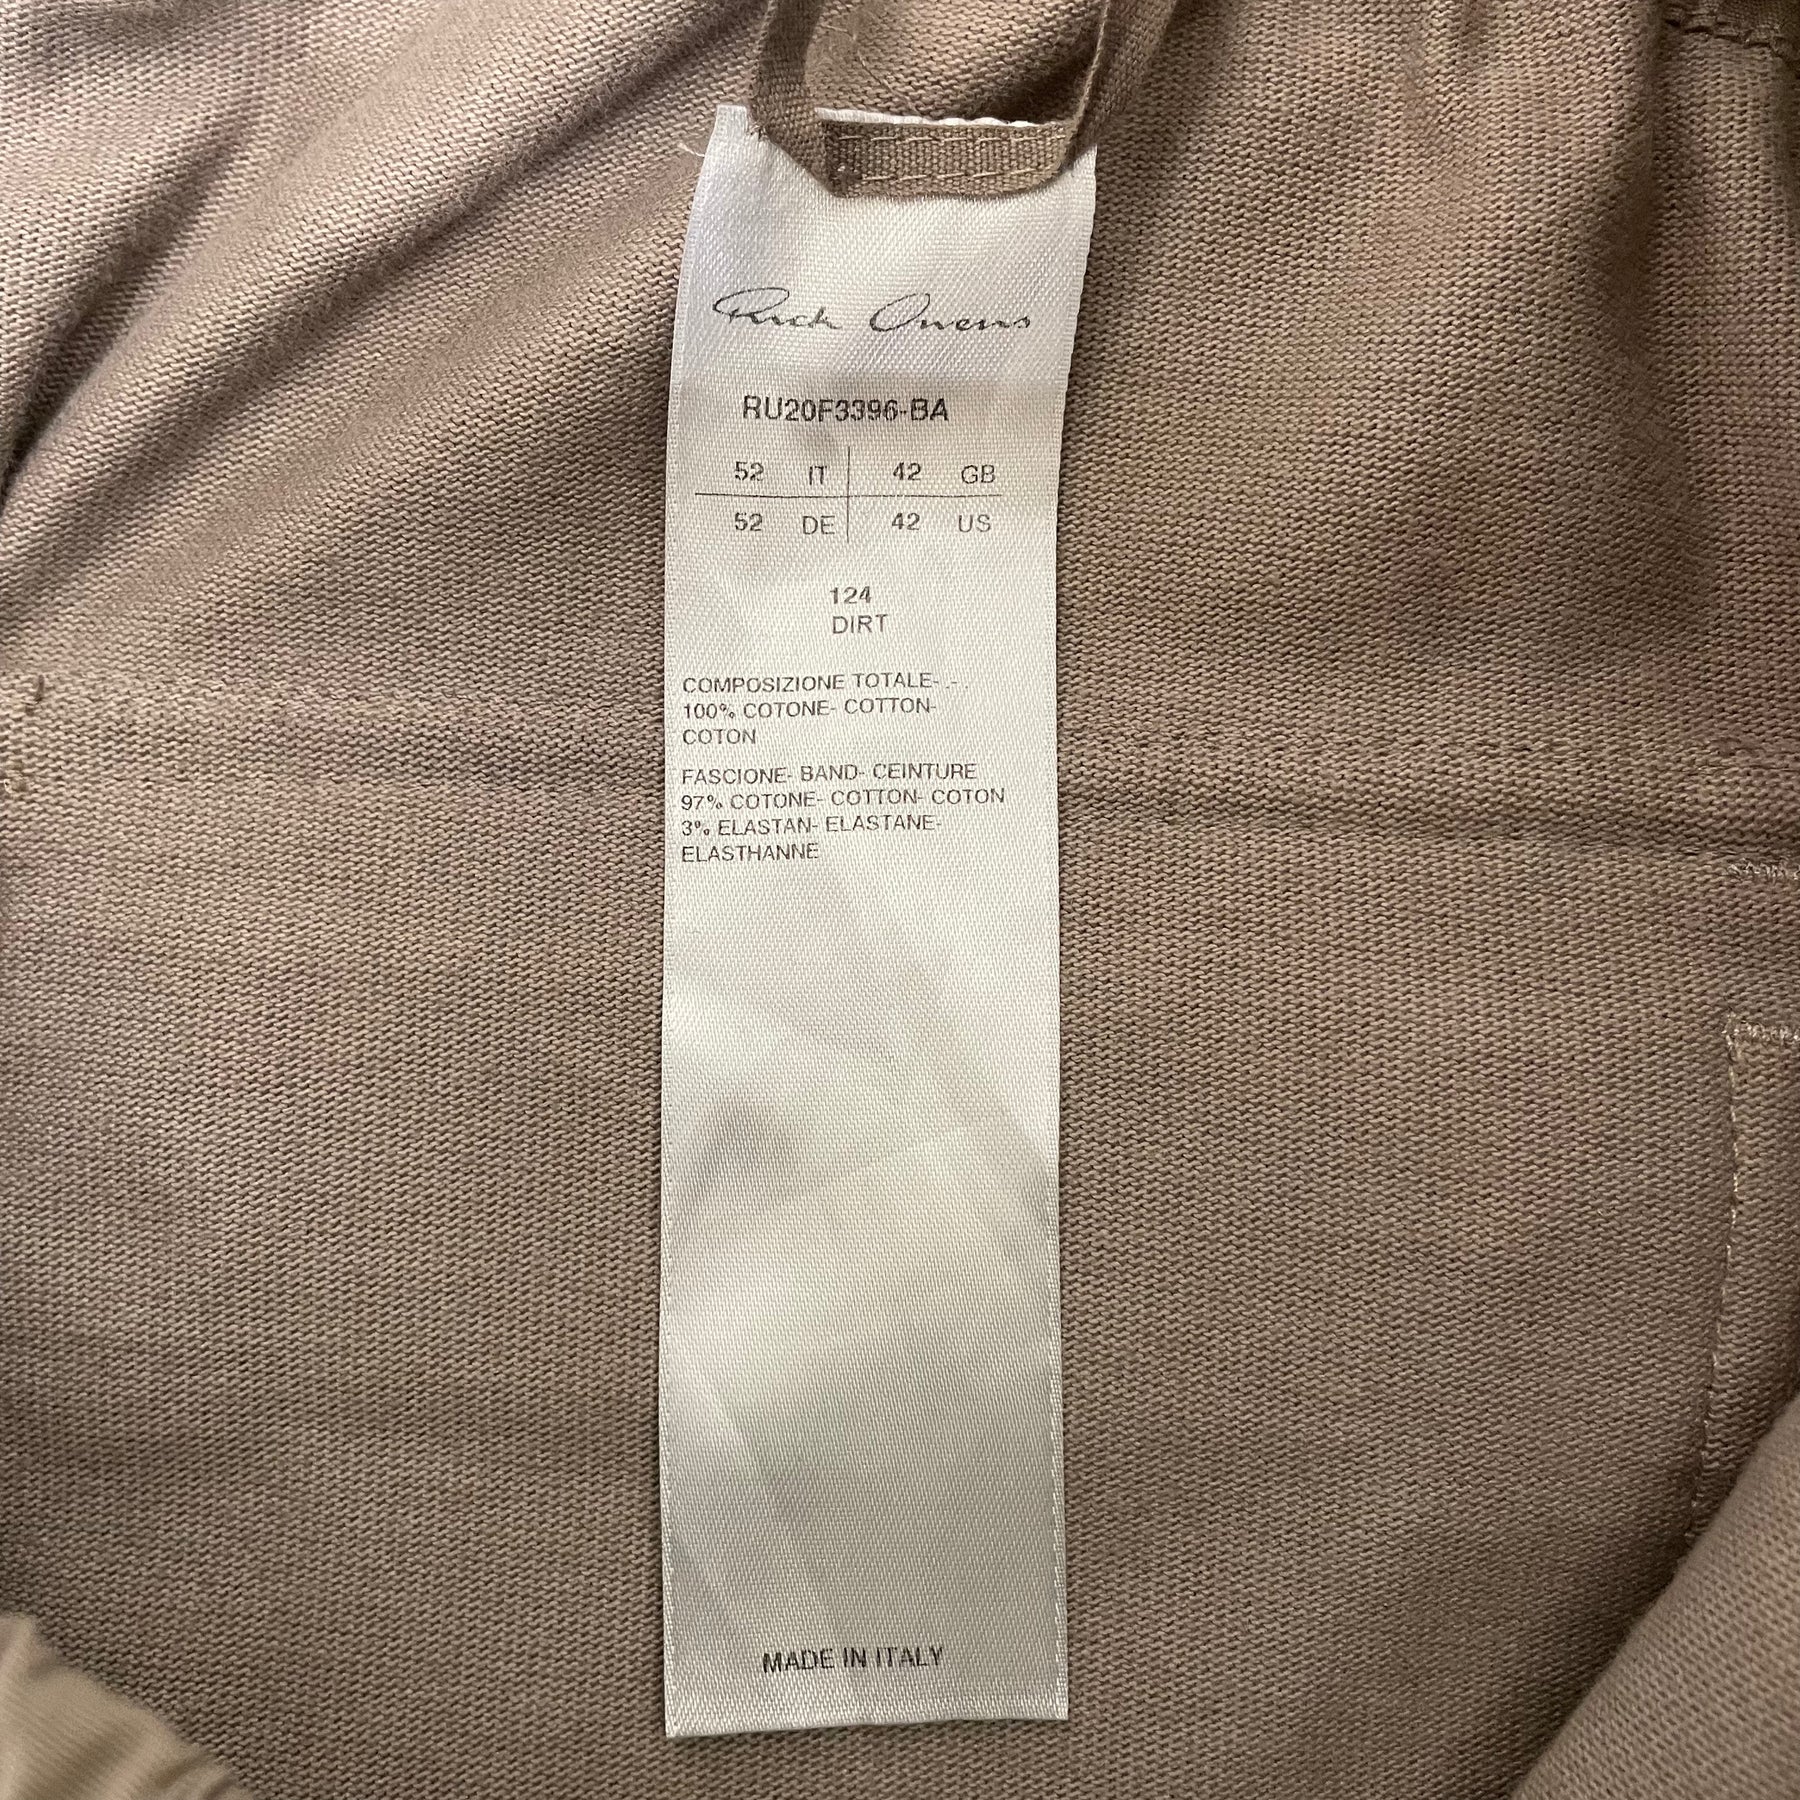 Rick Owens
RU20F3396-BA
52 IT 42 GB
52 DE 42 US
124
DIRT
COMPOSIZIONE TOTALE- .- .
100% COTONE- COTTON-
COTON
FASCIONE- BAND- CEINTURE
97% COTONE- COTTON- COTON
3% ELASTAN- ELASTANE-
ELASTHANNE
MADE IN ITALY